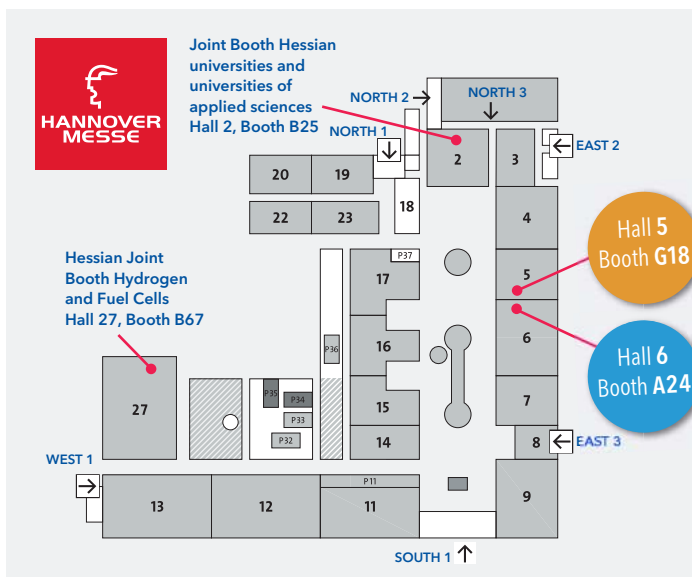 HANNOVER
MESSE
Joint Booth Hessian
universities and
universities of
applied sciences
Hall 2, Booth B25
NORTH 1
NORTH 2
NORTH 3
EAST 2
2
3
20
19
18
22
23
4
Hall 5
Booth G18
Hessian Joint
Booth Hydrogen
and Fuel Cells
Hall 27, Booth B67
P37
17
5
P36
16
6
Hall 6
Booth A24
27
P35
P34
P33
P32
15
7
14
8
EAST 3
WEST 1
13
12
P11
11
9
SOUTH 1